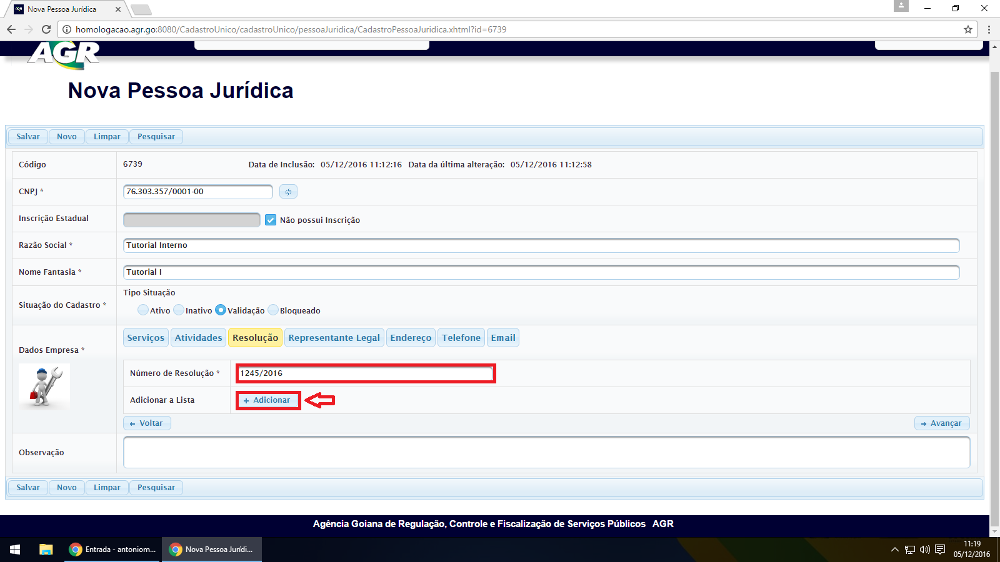 Nova Pessoa Jurídica
homologacao.agr.go:8080/CadastroUnico/cadastroUnico/pessoaJuridica/CadastroPessoaJuridica.xhtml?id=6739
AGR
Nova Pessoa Jurídica
Salvar Novo Limpar Pesquisar
Código 6739 Data de Inclusão: 05/12/2016 11:12:16 Data da última alteração: 05/12/2016 11:12:58
CNPJ * 76.303.357/0001-00
Inscrição Estadual Não possui Inscrição
Razão Social * Tutorial Interno
Nome Fantasia * Tutorial I
Tipo Situação
Situação do Cadastro * Ativo Inativo Validação Bloqueado
Serviços Atividades Resolução Representante Legal Endereço Telefone Email
Dados Empresa *
Número de Resolução * 1245/2016
Adicionar a Lista + Adicionar
← Voltar → Avançar
Observação
Salvar Novo Limpar Pesquisar
Agência Goiana de Regulação, Controle e Fiscalização de Serviços Públicos AGR
Entrada - antoniom... Nova Pessoa Jurídi... 11:19
05/12/2016